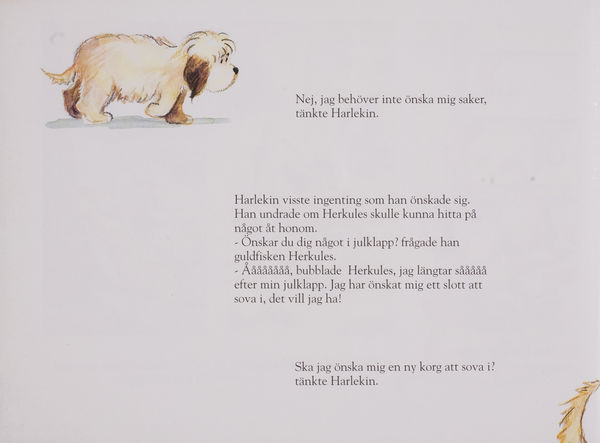 Nej, jag behöver inte önska mig saker,
tänkte Harlekin.
Harlekin visste ingenting som han önskade sig.
Han undrade om Herkules skulle kunna hitta på
något åt honom.
- Önskar du dig något i julklapp? frågade han
guldfisken Herkules.
- Ååååååååå, bubblade  Herkules, jag längtar sååååå
efter min julklapp. Jag har önskat mig ett slott att
sova i, det vill jag ha!
Ska jag önska mig en ny korg att sova i?
tänkte Harlekin.